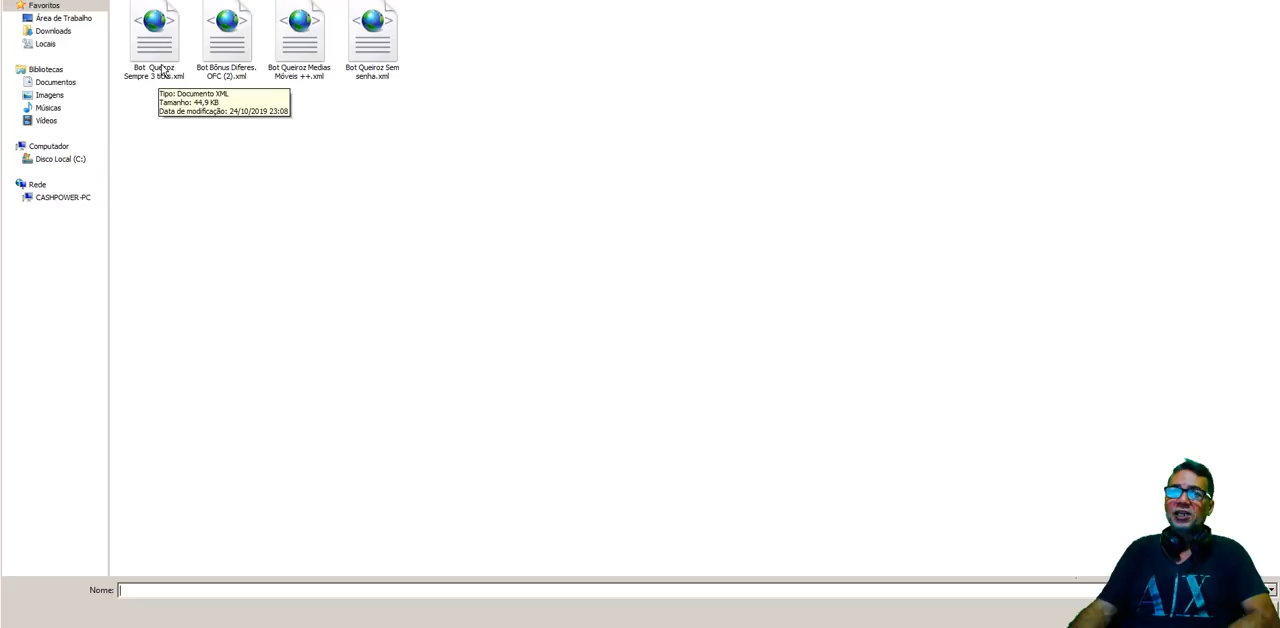 Favoritos
Área de Trabalho
Downloads
Locais
Bibliotecas
Documentos
Imagens
Músicas
Vídeos
Computador
Disco Local (C:)
Rede
CASHPOWER-PC
Bot Queiroz
Sempre 3 .xml
Bot Bônus Diferes.
OFC (2).xml
Bot Queiroz Medias
Móveis ++.xml
Bot Queiroz Sem
senha.xml
Tipo: Documento XML
Tamanho: 44,9 KB
Data de modificação: 24/10/2019 23:08
Nome:
A|X